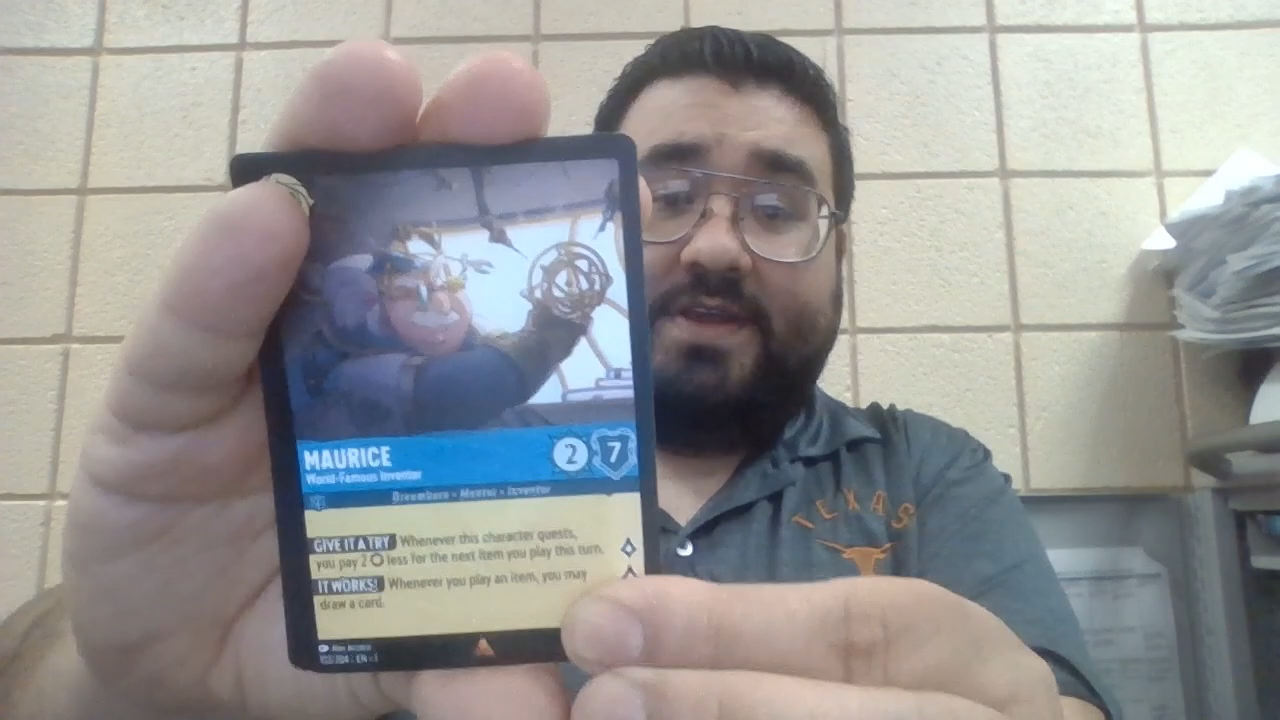 MAURICE
World-Famous Inventor
2 7
Dreamborn • Mentor • Inventor
GIVE IT A TRY Whenever this character quests,
you pay 2 less for the next item you play this turn.
IT WORKS! Whenever you play an item, you may
draw a card.
EN • 1
TEXAS